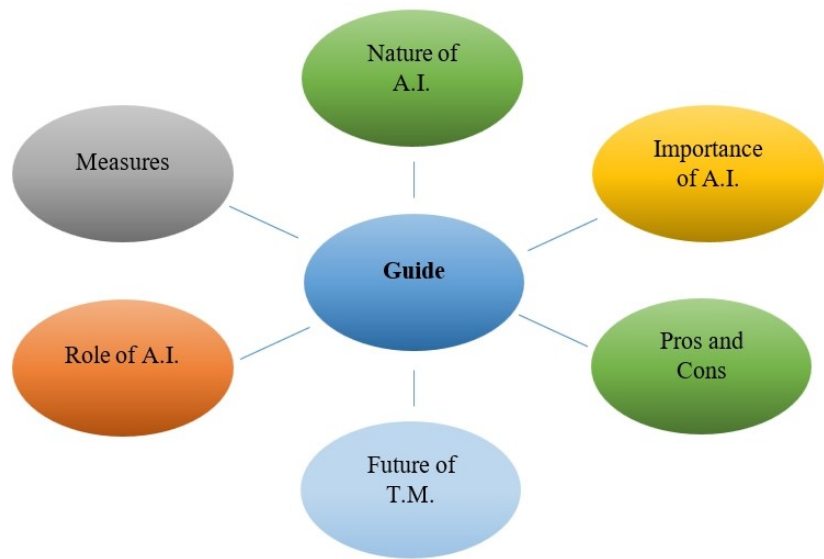 Nature of
A.I.
Measures
Importance
of A.I.
Guide
Role of A.I.
Pros and
Cons
Future of
T.M.